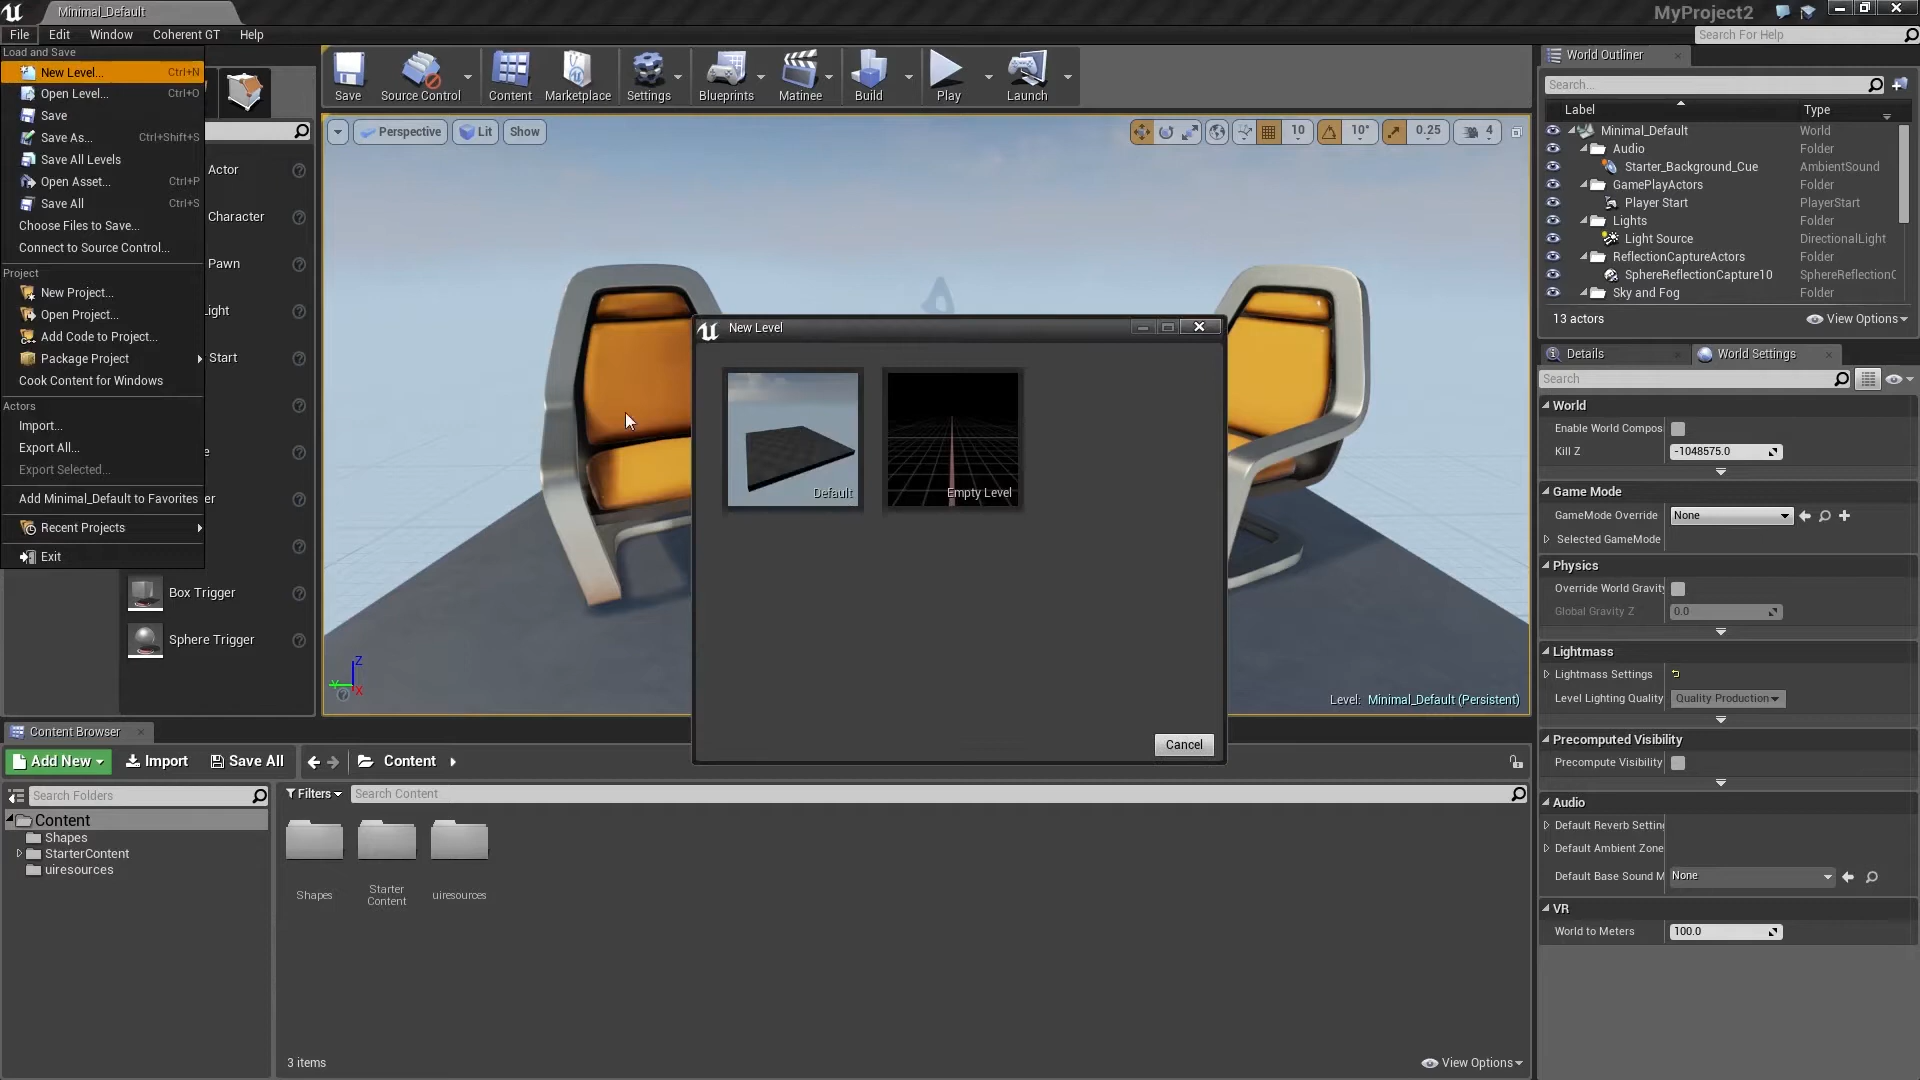 Minimal_Default
MyProject2
File Edit Window Coherent GT Help
Search For Help
Load and Save
New Level... Ctrl+N
Open Level... Ctrl+O
Save
Save As... Ctrl+Shift+S
Save All Levels
Open Asset... Ctrl+P
Save All Ctrl+S
Choose Files to Save...
Connect to Source Control...
Project
New Project...
Open Project...
Add Code to Project...
Package Project
Cook Content for Windows
Actors
Import...
Export All...
Export Selected...
Add Minimal_Default to Favorites
Recent Projects
Exit
Actor
Character
Pawn
Light
Start
er
Box Trigger
Sphere Trigger
Save Source Control Content Marketplace Settings Blueprints Matinee Build Play Launch
Perspective Lit Show
10 10° 0.25 4
Z
Y
X
Level: Minimal_Default (Persistent)
New Level
Default
Empty Level
Cancel
World Outliner
Search...
Label Type
Minimal_Default World
Audio Folder
Starter_Background_Cue AmbientSound
GamePlayActors Folder
Player Start PlayerStart
Lights Folder
Light Source DirectionalLight
ReflectionCaptureActors Folder
SphereReflectionCapture10 SphereReflectionC
Sky and Fog Folder
13 actors View Options
Details World Settings
Search
World
Enable World Compos
Kill Z -1048575.0
Game Mode
GameMode Override None
Selected GameMode
Physics
Override World Gravity
Global Gravity Z 0.0
Lightmass
Lightmass Settings
Level Lighting Quality Quality Production
Precomputed Visibility
Precompute Visibility
Audio
Default Reverb Setting
Default Ambient Zone
Default Base Sound M None
VR
World to Meters 100.0
Content Browser
Add New Import Save All Content
Search Folders
Filters Search Content
Content
Shapes
StarterContent
uiresources
Shapes
Starter
Content
uiresources
3 items View Options